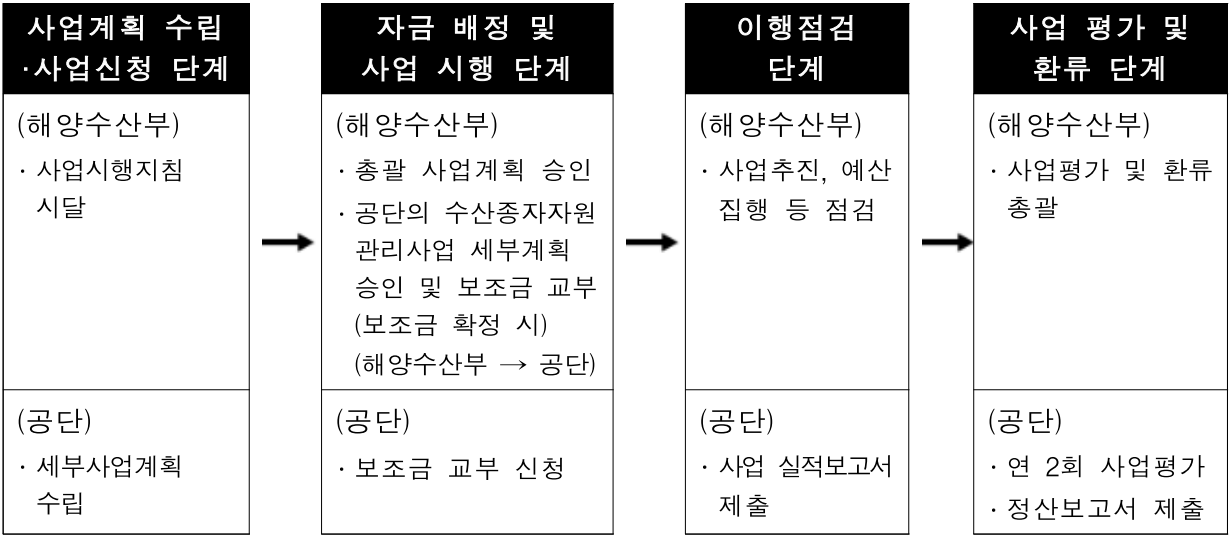 사업계획 수립
·사업신청 단계
(해양수산부)
· 사업시행지침
시달
(공단)
· 세부사업계획
수립
자금 배정 및
사업 시행 단계
(해양수산부)
· 총괄 사업계획 승인
· 공단의 수산종자자원
관리사업 세부계획
승인 및 보조금 교부
(보조금 확정 시)
(해양수산부 → 공단)
(공단)
· 보조금 교부 신청
이행점검
단계
(해양수산부)
· 사업추진, 예산
집행 등 점검
(공단)
· 사업 실적보고서
제출
사업 평가 및
환류 단계
(해양수산부)
· 사업평가 및 환류
총괄
(공단)
· 연 2회 사업평가
· 정산보고서 제출